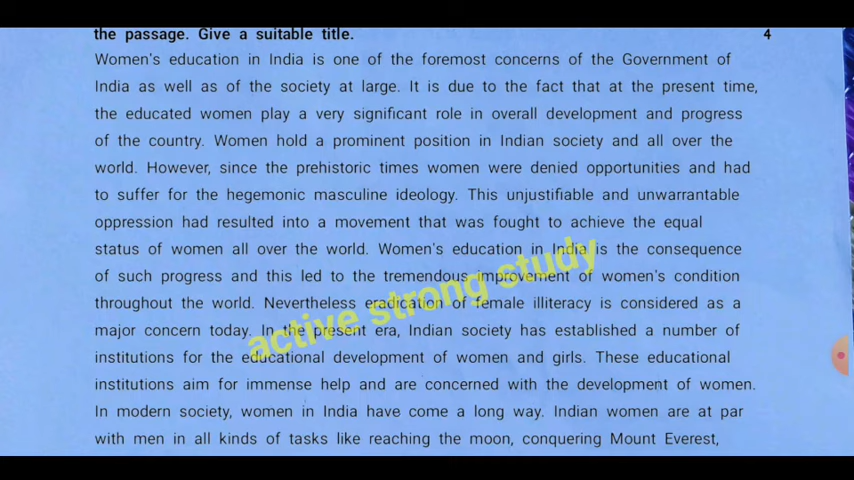 the passage. Give a suitable title. 4
Women's education in India is one of the foremost concerns of the Government of
India as well as of the society at large. It is due to the fact that at the present time,
the educated women play a very significant role in overall development and progress
of the country. Women hold a prominent position in Indian society and all over the
world. However, since the prehistoric times women were denied opportunities and had
to suffer for the hegemonic masculine ideology. This unjustifiable and unwarrantable
oppression had resulted into a movement that was fought to achieve the equal
status of women all over the world. Women's education in India is the consequence
of such progress and this led to the tremendous improvement of women's condition
throughout the world. Nevertheless eradication of female illiteracy is considered as a
major concern today. In the present era, Indian society has established a number of
institutions for the educational development of women and girls. These educational
institutions aim for immense help and are concerned with the development of women.
In modern society, women in India have come a long way. Indian women are at par
with men in all kinds of tasks like reaching the moon, conquering Mount Everest,
active strong study